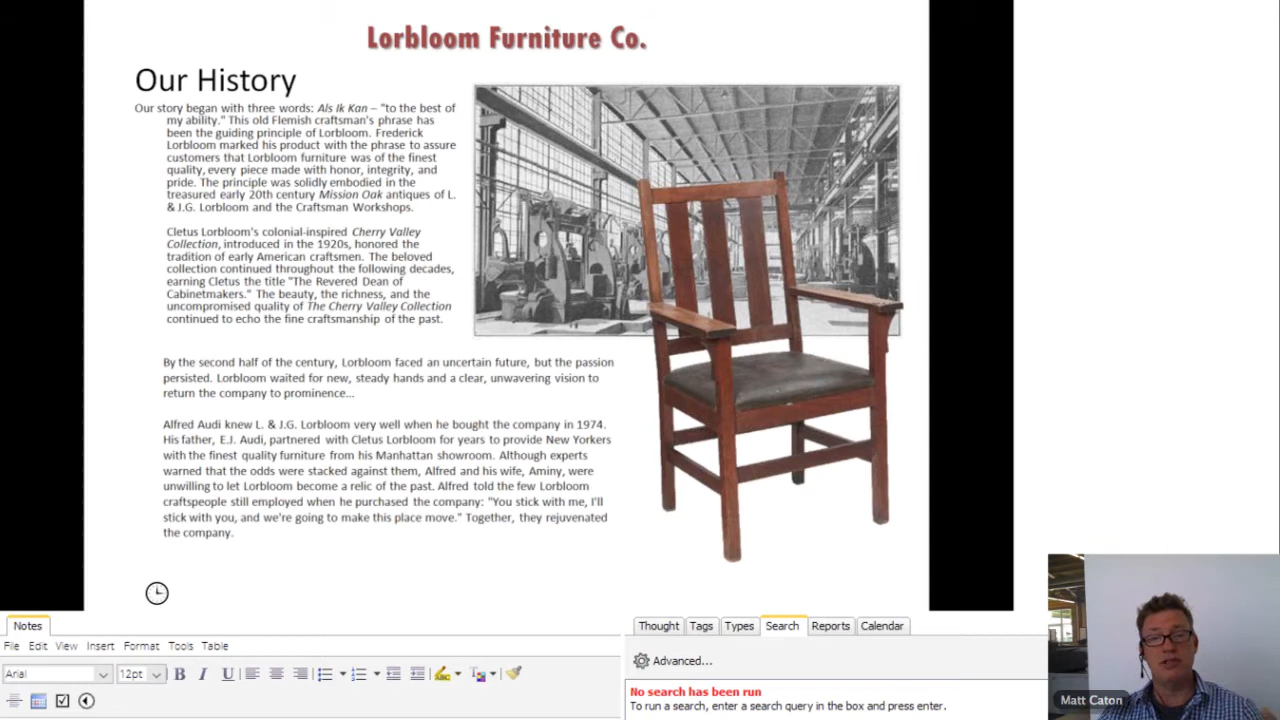 Lorbloom Furniture Co.
Our History
Our story began with three words: Als Ik Kan – "to the best of
my ability." This old Flemish craftsman's phrase has
been the guiding principle of Lorbloom. Frederick
Lorbloom marked his product with the phrase to assure
customers that Lorbloom furniture was of the finest
quality, every piece made with honor, integrity, and
pride. The principle was solidly embodied in the
treasured early 20th century Mission Oak antiques of L.
& J.G. Lorbloom and the Craftsman Workshops.
Cletus Lorbloom's colonial-inspired Cherry Valley
Collection, introduced in the 1920s, honored the
tradition of early American craftsmen. The beloved
collection continued throughout the following decades,
earning Cletus the title "The Revered Dean of
Cabinetmakers." The beauty, the richness, and the
uncompromised quality of The Cherry Valley Collection
continued to echo the fine craftsmanship of the past.
By the second half of the century, Lorbloom faced an uncertain future, but the passion
persisted. Lorbloom waited for new, steady hands and a clear, unwavering vision to
return the company to prominence...
Alfred Audi knew L. & J.G. Lorbloom very well when he bought the company in 1974.
His father, E.J. Audi, partnered with Cletus Lorbloom for years to provide New Yorkers
with the finest quality furniture from his Manhattan showroom. Although experts
warned that the odds were stacked against them, Alfred and his wife, Aminy, were
unwilling to let Lorbloom become a relic of the past. Alfred told the few Lorbloom
craftspeople still employed when he purchased the company: "You stick with me, I'll
stick with you, and we're going to make this place move." Together, they rejuvenated
the company.
Notes
File Edit View Insert Format Tools Table
Arial 12pt B I U
Thought Tags Types Search Reports Calendar
Advanced...
No search has been run
To run a search, enter a search query in the box and press enter.
Matt Caton